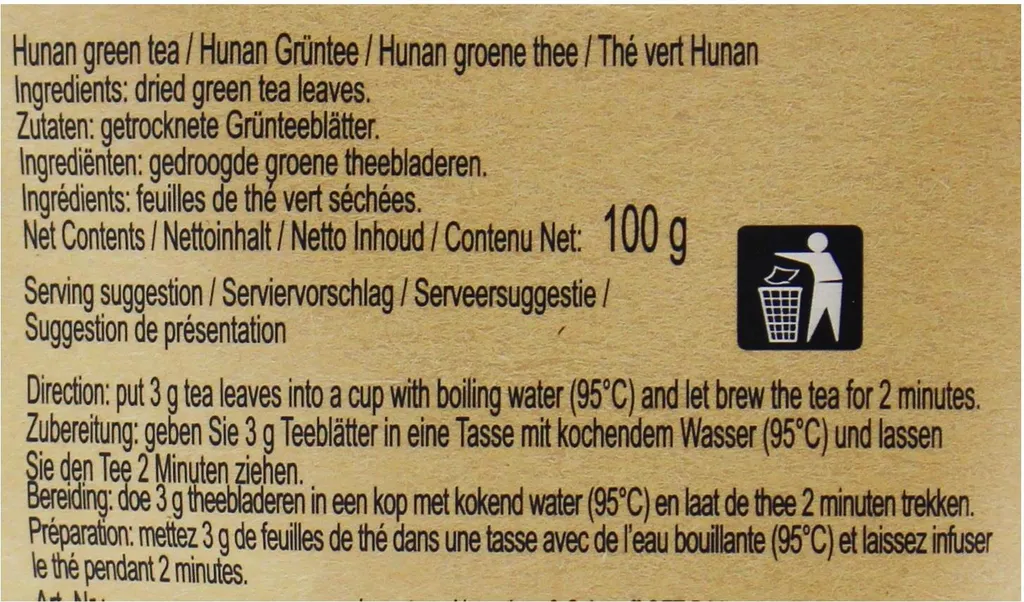 Hunan green tea / Hunan Grüntee / Hunan groene thee / Thé vert Hunan
Ingredients: dried green tea leaves.
Zutaten: getrocknete Grünteeblätter.
Ingrediënten: gedroogde groene theebladeren.
Ingrédients: feuilles de thé vert séchées.
Net Contents / Nettoinhalt / Netto Inhoud / Contenu Net: 100 g
Serving suggestion / Serviervorschlag / Serveersuggestie /
Suggestion de présentation
Direction: put 3 g tea leaves into a cup with boiling water (95°C) and let brew the tea for 2 minutes.
Zubereitung: geben Sie 3 g Teeblätter in eine Tasse mit kochendem Wasser (95°C) und lassen
Sie den Tee 2 Minuten ziehen.
Bereiding: doe 3 g theebladeren in een kop met kokend water (95°C) en laat de thee 2 minuten trekken.
Préparation: mettez 3 g de feuilles de thé dans une tasse avec de l'eau bouillante (95°C) et laissez infuser
le thé pendant 2 minutes.